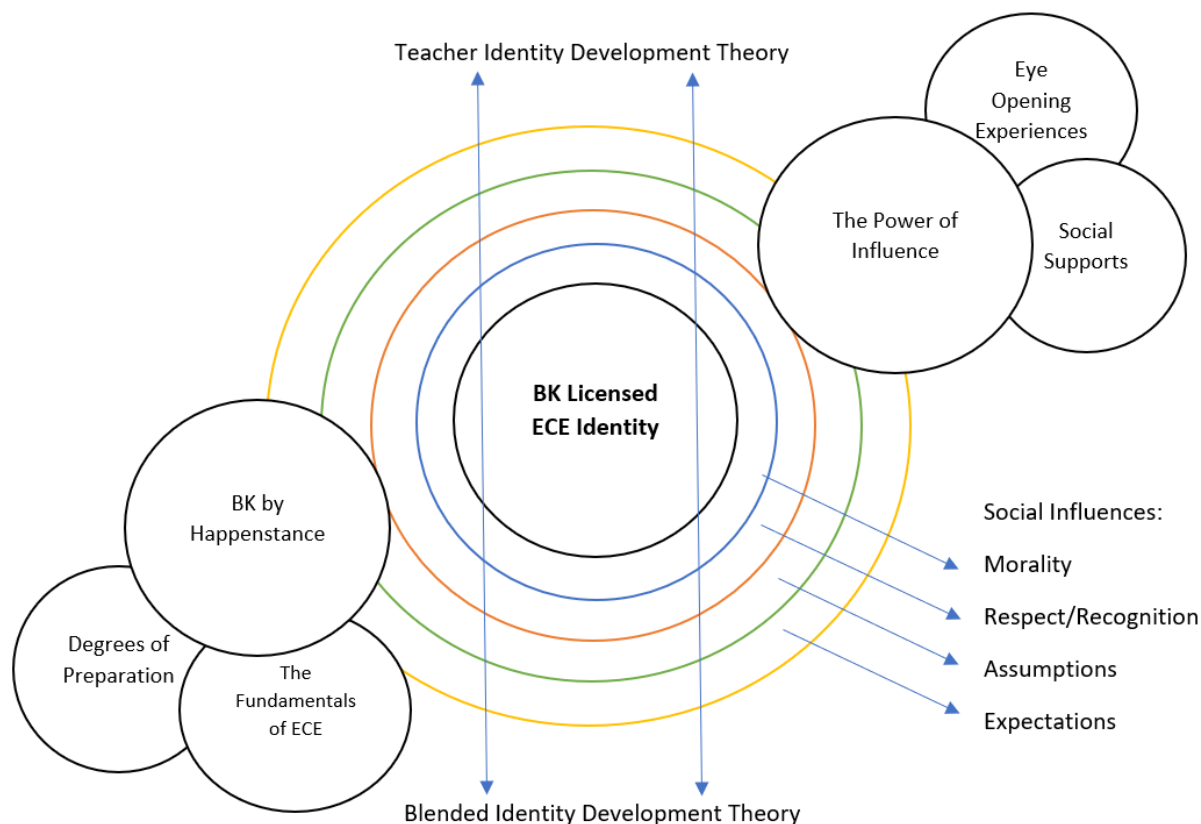 Teacher Identity Development Theory
Eye
Opening
Experiences
The Power of
Influence
Social
Supports
BK Licensed
ECE Identity
BK by
Happenstance
Degrees of
Preparation
The
Fundamentals
of ECE
Social Influences:
Morality
Respect/Recognition
Assumptions
Expectations
Blended Identity Development Theory